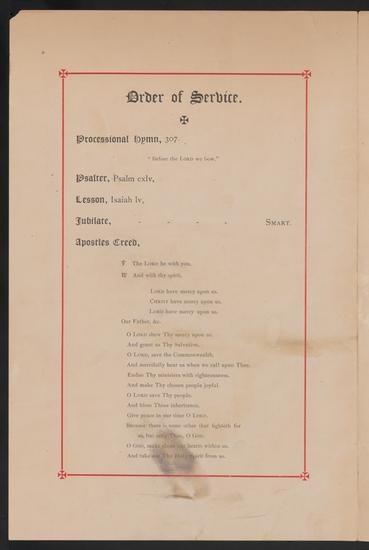 Order of Service.
✠
Processional Hymn, 307.
"Before the LORD we bow."
Psalter, Psalm cxlv,
Lesson, Isaiah lv,
Jubilate, - - - - SMART.
Apostles Creed,
℣ The LORD be with you.
℟ And with thy spirit.
LORD have mercy upon us.
CHRIST have mercy upon us.
LORD have mercy upon us.
Our Father, &c.
O LORD shew Thy mercy upon us.
And grant us Thy Salvation.
O LORD, save the Commonwealth.
And mercifully hear us when we call upon Thee.
Endue Thy ministers with righteousness.
And make Thy chosen people joyful.
O LORD save Thy people.
And bless Thine inheritance.
Give peace in our time O LORD.
Because there is none other that fighteth for
us, but only Thou, O GOD.
O GOD, make clean our hearts within us.
And take not Thy Holy Spirit from us.